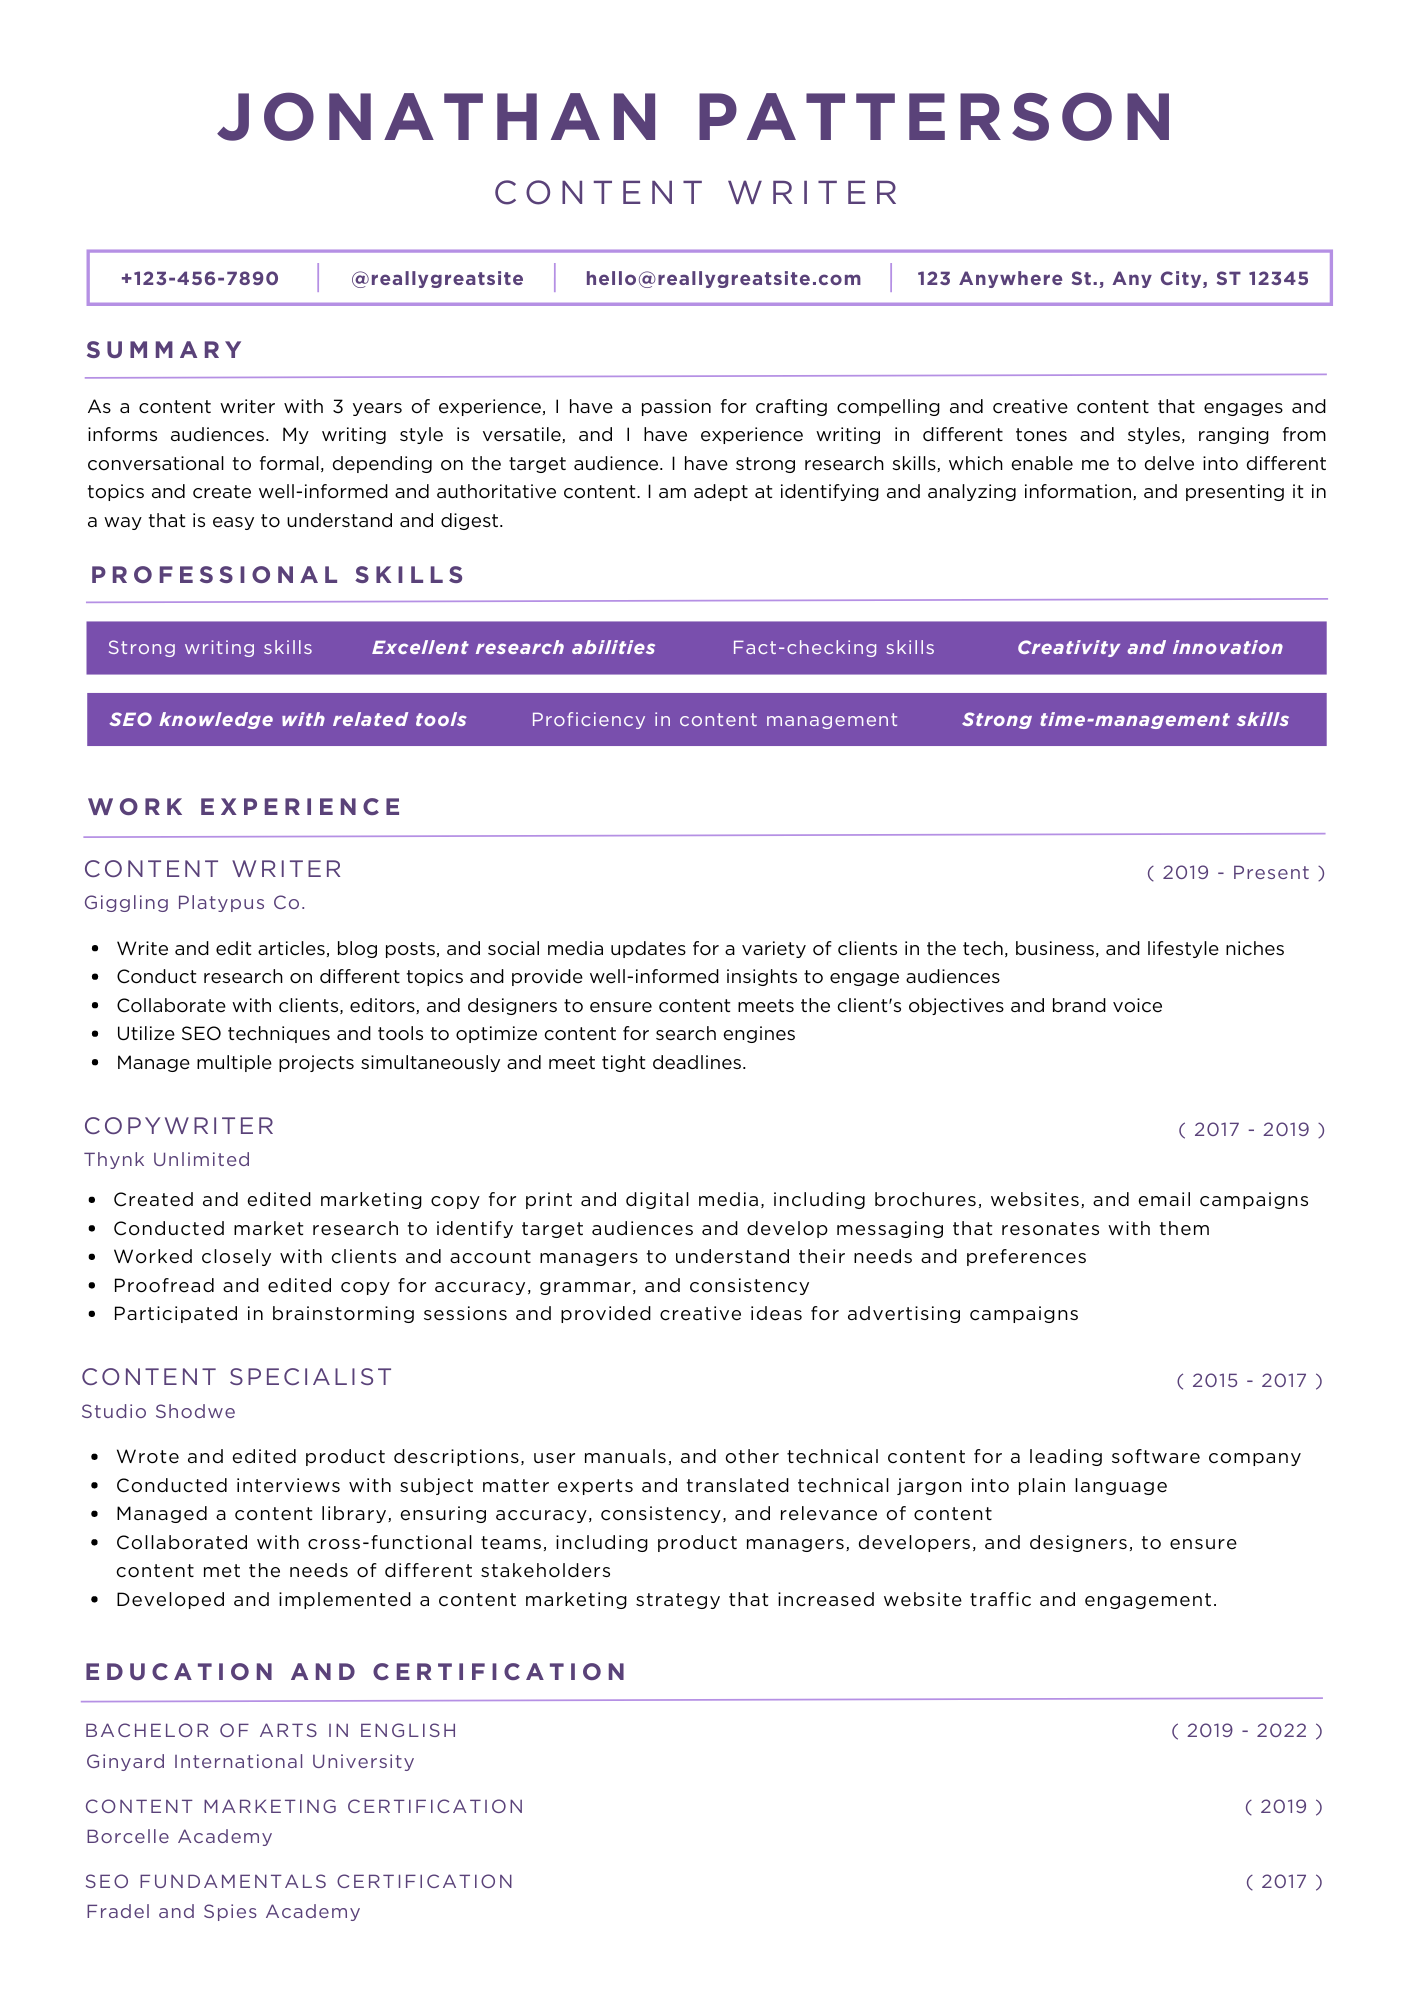 JONATHAN PATTERSON
CONTENT WRITER
+123-456-7890 @reallygreatsite hello@reallygreatsite.com 123 Anywhere St., Any City, ST 12345
SUMMARY
As a content writer with 3 years of experience, I have a passion for crafting compelling and creative content that engages and
informs audiences. My writing style is versatile, and I have experience writing in different tones and styles, ranging from
conversational to formal, depending on the target audience. I have strong research skills, which enable me to delve into different
topics and create well-informed and authoritative content. I am adept at identifying and analyzing information, and presenting it in
a way that is easy to understand and digest.
PROFESSIONAL SKILLS
Strong writing skills Excellent research abilities Fact-checking skills Creativity and innovation
SEO knowledge with related tools Proficiency in content management Strong time-management skills
WORK EXPERIENCE
CONTENT WRITER ( 2019 - Present )
Giggling Platypus Co.
• Write and edit articles, blog posts, and social media updates for a variety of clients in the tech, business, and lifestyle niches
• Conduct research on different topics and provide well-informed insights to engage audiences
• Collaborate with clients, editors, and designers to ensure content meets the client's objectives and brand voice
• Utilize SEO techniques and tools to optimize content for search engines
• Manage multiple projects simultaneously and meet tight deadlines.
COPYWRITER ( 2017 - 2019 )
Thynk Unlimited
• Created and edited marketing copy for print and digital media, including brochures, websites, and email campaigns
• Conducted market research to identify target audiences and develop messaging that resonates with them
• Worked closely with clients and account managers to understand their needs and preferences
• Proofread and edited copy for accuracy, grammar, and consistency
• Participated in brainstorming sessions and provided creative ideas for advertising campaigns
CONTENT SPECIALIST ( 2015 - 2017 )
Studio Shodwe
• Wrote and edited product descriptions, user manuals, and other technical content for a leading software company
• Conducted interviews with subject matter experts and translated technical jargon into plain language
• Managed a content library, ensuring accuracy, consistency, and relevance of content
• Collaborated with cross-functional teams, including product managers, developers, and designers, to ensure
content met the needs of different stakeholders
• Developed and implemented a content marketing strategy that increased website traffic and engagement.
EDUCATION AND CERTIFICATION
BACHELOR OF ARTS IN ENGLISH ( 2019 - 2022 )
Ginyard International University
CONTENT MARKETING CERTIFICATION ( 2019 )
Borcelle Academy
SEO FUNDAMENTALS CERTIFICATION ( 2017 )
Fradel and Spies Academy